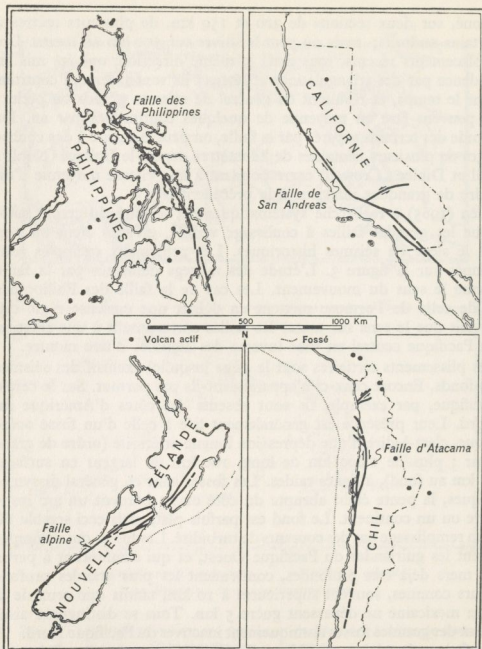 Faille des
Philippines
PHILIPPINES
CALIFORNIE
Faille de
San Andreas
0 500 1000 Km
• Volcan actif
N
Fossé
NOUVELLE-ZÉLANDE
Faille
alpine
Faille d'Atacama
CHILI